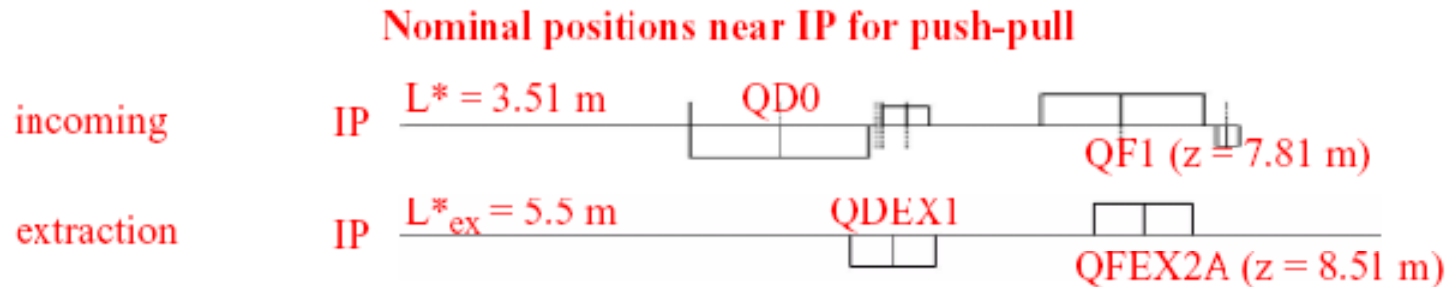 Nominal positions near IP for push-pull
incoming IP L* = 3.51 m QD0
QF1 (z = 7.81 m)
extraction IP L*ex = 5.5 m QDEX1
QFEX2A (z = 8.51 m)